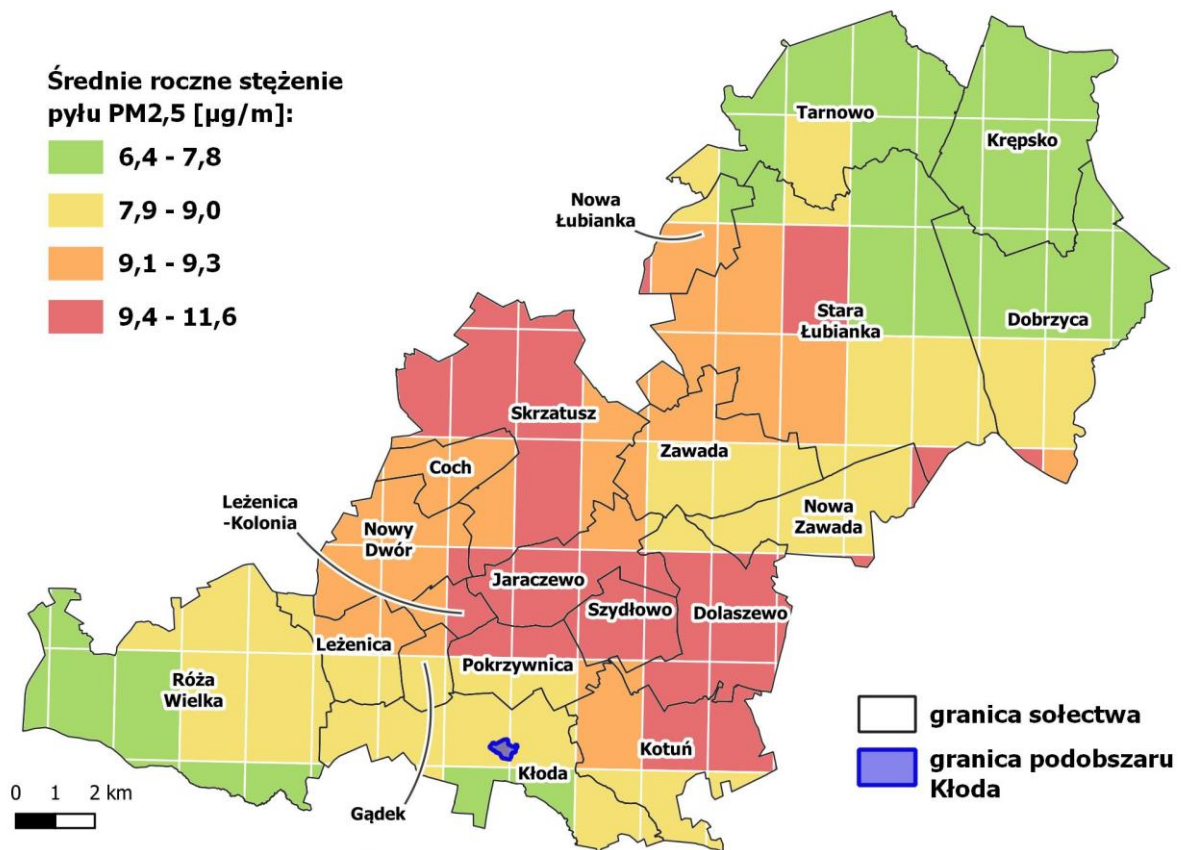 Średnie roczne stężenie
pyłu PM2,5 [µg/m]:
6,4 - 7,8
7,9 - 9,0
9,1 - 9,3
9,4 - 11,6
Tarnowo
Krępsko
Nowa
Łubianka
Stara
Łubianka
Dobrzyca
Skrzatusz
Zawada
Coch
Leżenica
-Kolonia
Nowy
Dwór
Nowa
Zawada
Jaraczewo
Szydłowo
Dolaszewo
Leżenica
Pokrzywnica
Róża
Wielka
Kotuń
Kłoda
Gądek
granica sołectwa
granica podobszaru
Kłoda
0 1 2 km